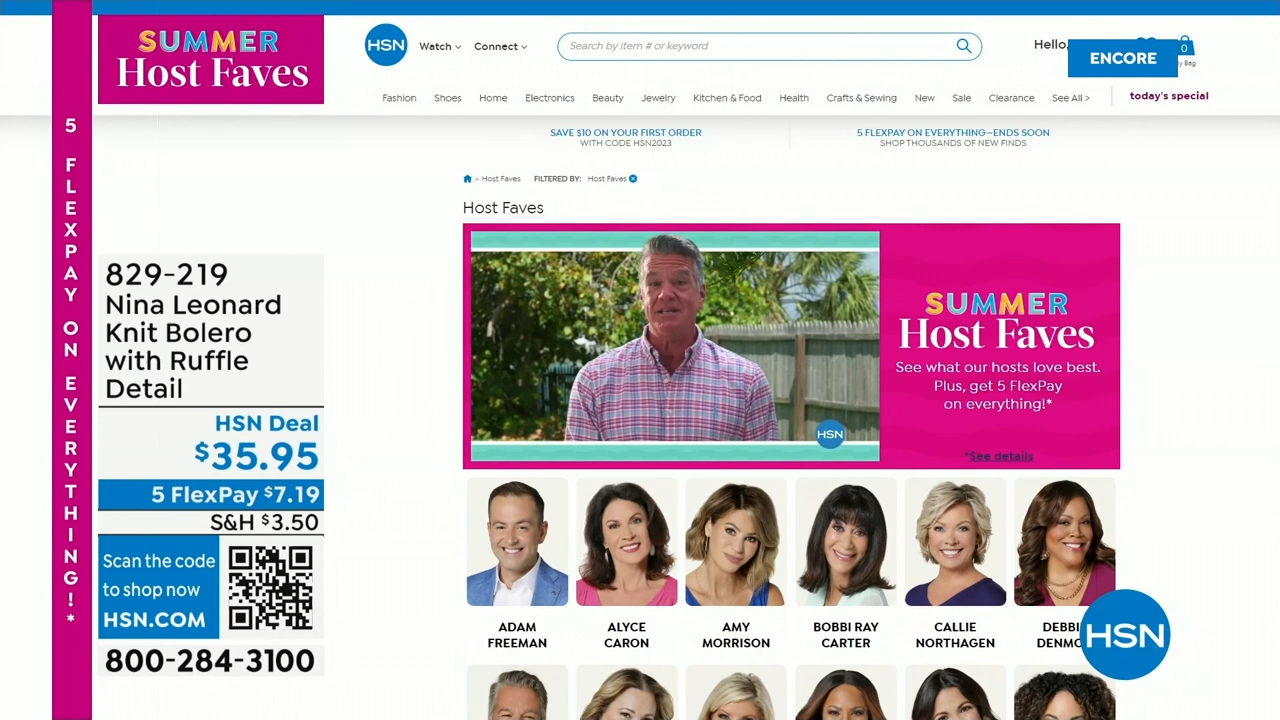 5 FLEXPAY ON EVERYTHING!*
SUMMER
Host Faves
HSN
Watch
Connect
Search by item # or keyword
Hello,
ENCORE
0
Bag
Fashion
Shoes
Home
Electronics
Beauty
Jewelry
Kitchen & Food
Health
Crafts & Sewing
New
Sale
Clearance
See All >
today's special
SAVE $10 ON YOUR FIRST ORDER
WITH CODE HSN2023
5 FLEXPAY ON EVERYTHING—ENDS SOON
SHOP THOUSANDS OF NEW FINDS
> Host Faves FILTERED BY: Host Faves
Host Faves
829-219
Nina Leonard
Knit Bolero
with Ruffle
Detail
HSN Deal
$35.95
5 FlexPay $7.19
S&H $3.50
Scan the code
to shop now
HSN.COM
800-284-3100
HSN
SUMMER
Host Faves
See what our hosts love best.
Plus, get 5 FlexPay
on everything!*
*See details
ADAM
FREEMAN
ALYCE
CARON
AMY
MORRISON
BOBBI RAY
CARTER
CALLIE
NORTHAGEN
DEBBI
DENMO
HSN